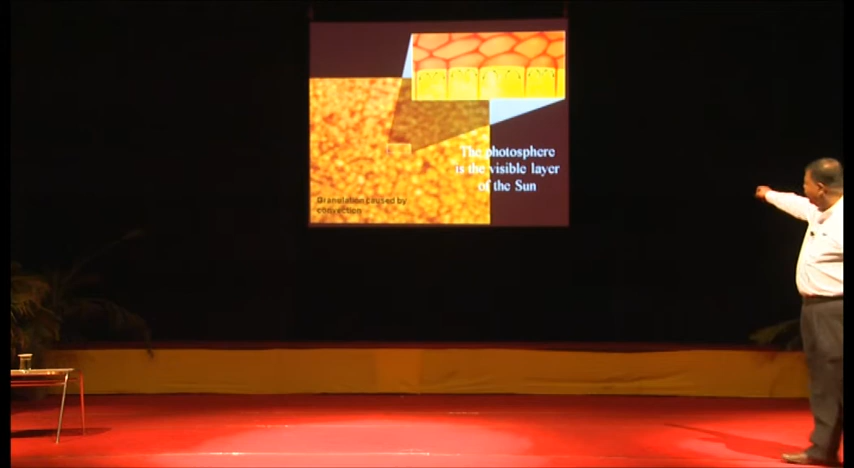 The photosphere
is the visible layer
of the Sun
Granulation caused by
convection